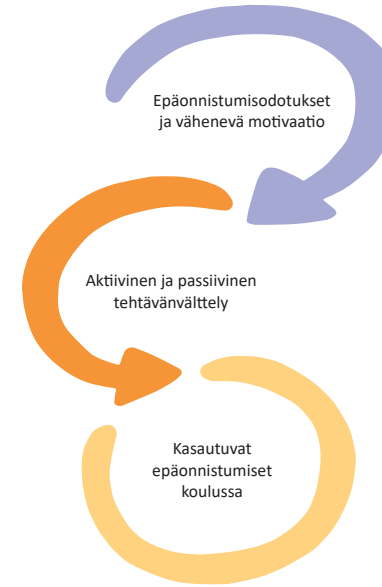 Epäonnistumisodotukset
ja vähenevä motivaatio
Aktiivinen ja passiivinen
tehtävänvälttely
Kasautuvat
epäonnistumiset
koulussa